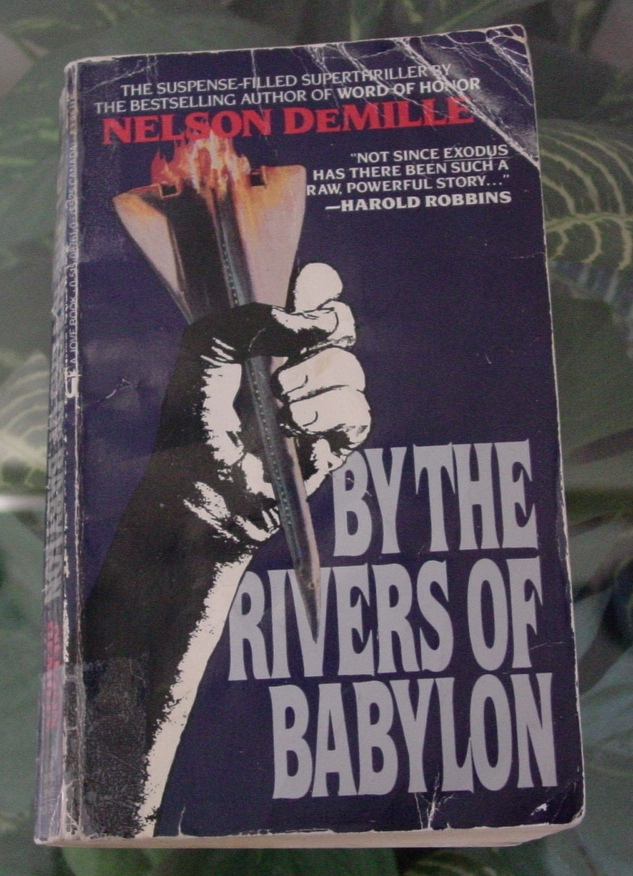 THE SUSPENSE-FILLED SUPERTHRILLER BY
THE BESTSELLING AUTHOR OF WORD OF HONOR
NELSON DEMILLE
"NOT SINCE EXODUS
HAS THERE BEEN SUCH A
RAW, POWERFUL STORY..."
—HAROLD ROBBINS
BY THE
RIVERS OF
BABYLON